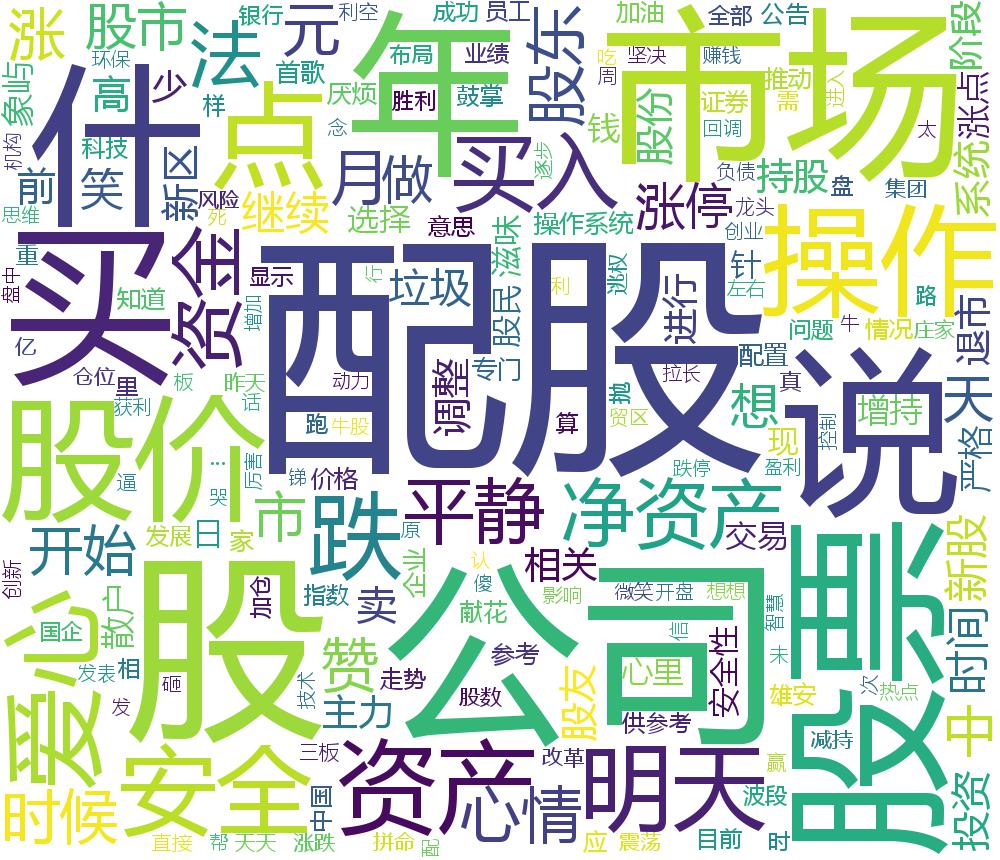 涨
股市
银行
利空
成功
员工
加油
全部
公告
阶段
环保
法
元
布局
业绩
年
股东
吃
坚决
赚钱
市场
象屿
高
少
首歌
厌烦
胜利
鼓掌
周
推动
什
点
样
股份
证券
需
进入
涨点
机构
科技
念
钱
回调
太
前
笑
新区
月做
买入
逐步
系统
思维
风险
继续
选择
意思
操作系统
涨停
负债
持股
盘
集团
死
龙头
创业
重
买
资金
显示
行
垃圾
滋味
利
逃权
针
操作
盘中
知道
增加
配股
股民
进行
左右
路
亿
仓位
里
板
昨天
动力
专门
拉长
配置
问题
牛
情况
庄家
退市
获利
话
跑
牛股
调整
算
抛
贸区
真
说
天
股价
逼
...
哭
厉害
锑
价格
跌停
盈利
想
现
控制
增持
严格
市
跌
平静
净资产
交易
开始
发展
日
家
原
创新
股
加仓
指数
卖
企业
认
傻
相关
微笑
开盘
想想
股票
新股
爱心
国企
散户
赞
献花
公司
影响
智慧
信
心里
未
时间
发表
相
砸
走势
参考
安全性
发
技术
主力
股数
股友
供参考
雄安
次
热点
中
时候
安全
三板
资产
改革
明天
赢
减持
波段
投资
中国
心情
直接
帮
天天
涨跌
拼命
配
应
震荡
目前
时